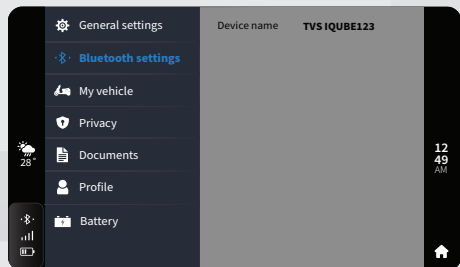 General settings
Device name TVS IQUBE123
Bluetooth settings
My vehicle
Privacy
Documents
Profile
Battery
28°
12
49
AM